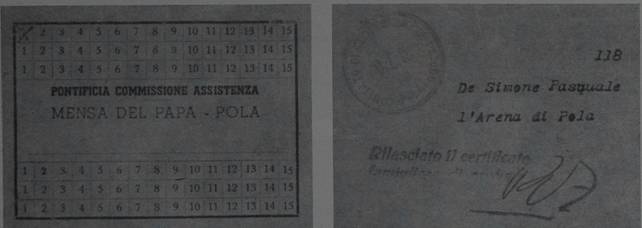 2 3 4 5 6 7 8 9 10 11 12 13 14 15
1 2 3 4 5 6 7 8 9 10 11 12 13 14 15
1 2 3 4 5 6 7 8 9 10 11 12 13 14 15
PONTIFICIA COMMISSIONE ASSISTENZA
MENSA DEL PAPA - POLA
1 2 3 4 5 6 7 8 9 10 11 12 13 14 15
1 2 3 4 5 6 7 8 9 10 11 12 13 14 15
1 2 3 4 5 6 7 8 9 10 11 12 13 14 15
118
De Simone Pasquale
l'Arena di Pola
Rilasciato il certificato